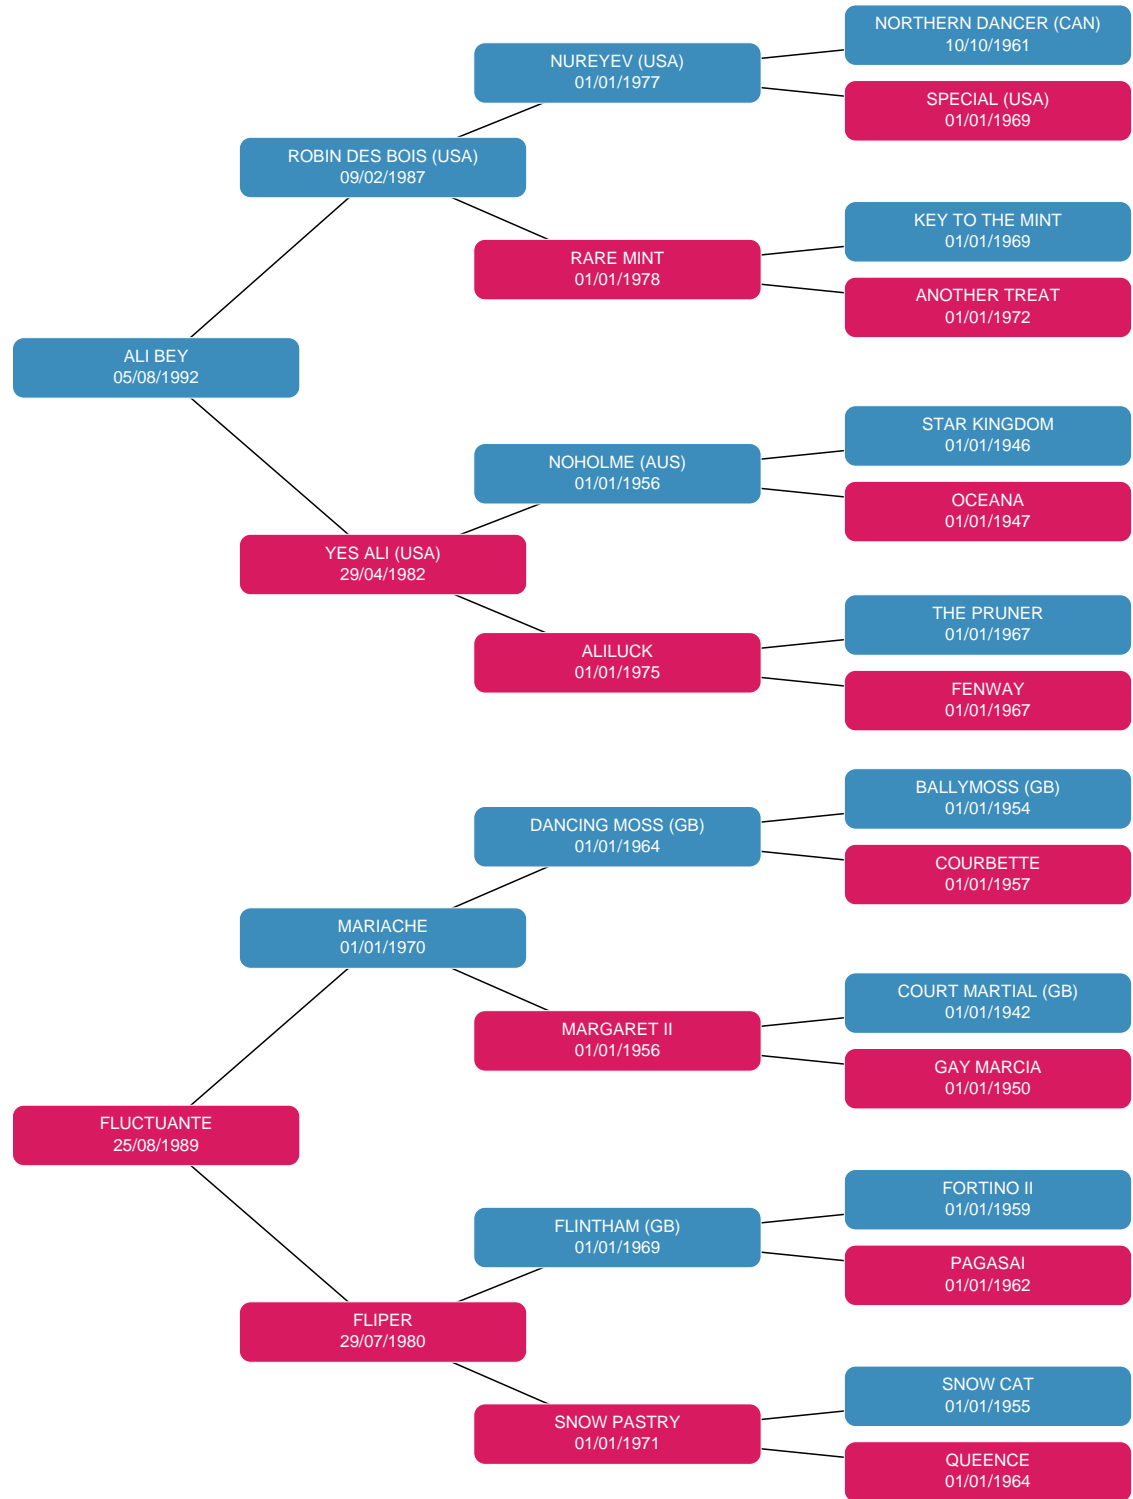 NORTHERN DANCER (CAN)
10/10/1961
NUREYEV (USA)
01/01/1977
SPECIAL (USA)
01/01/1969
ROBIN DES BOIS (USA)
09/02/1987
KEY TO THE MINT
01/01/1969
RARE MINT
01/01/1978
ANOTHER TREAT
01/01/1972
ALI BEY
05/08/1992
STAR KINGDOM
01/01/1946
NOHOLME (AUS)
01/01/1956
OCEANA
01/01/1947
YES ALI (USA)
29/04/1982
THE PRUNER
01/01/1967
ALILUCK
01/01/1975
FENWAY
01/01/1967
BALLYMOSS (GB)
01/01/1954
DANCING MOSS (GB)
01/01/1964
COURBETTE
01/01/1957
MARIACHE
01/01/1970
COURT MARTIAL (GB)
01/01/1942
MARGARET II
01/01/1956
GAY MARCIA
01/01/1950
FLUCTUANTE
25/08/1989
FORTINO II
01/01/1959
FLINTHAM (GB)
01/01/1969
PAGASAI
01/01/1962
FLIPER
29/07/1980
SNOW CAT
01/01/1955
SNOW PASTRY
01/01/1971
QUEENCE
01/01/1964